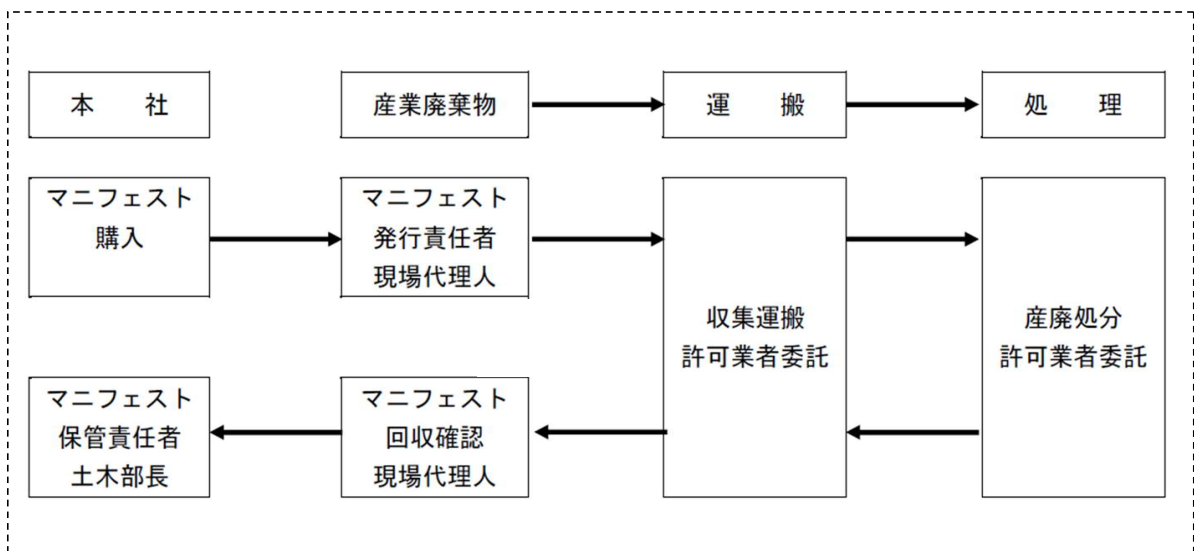 本　　社
産業廃棄物
運　　搬
処　　理
マニフェスト
購入
マニフェスト
発行責任者
現場代理人
収集運搬
許可業者委託
産廃処分
許可業者委託
マニフェスト
保管責任者
土木部長
マニフェスト
回収確認
現場代理人